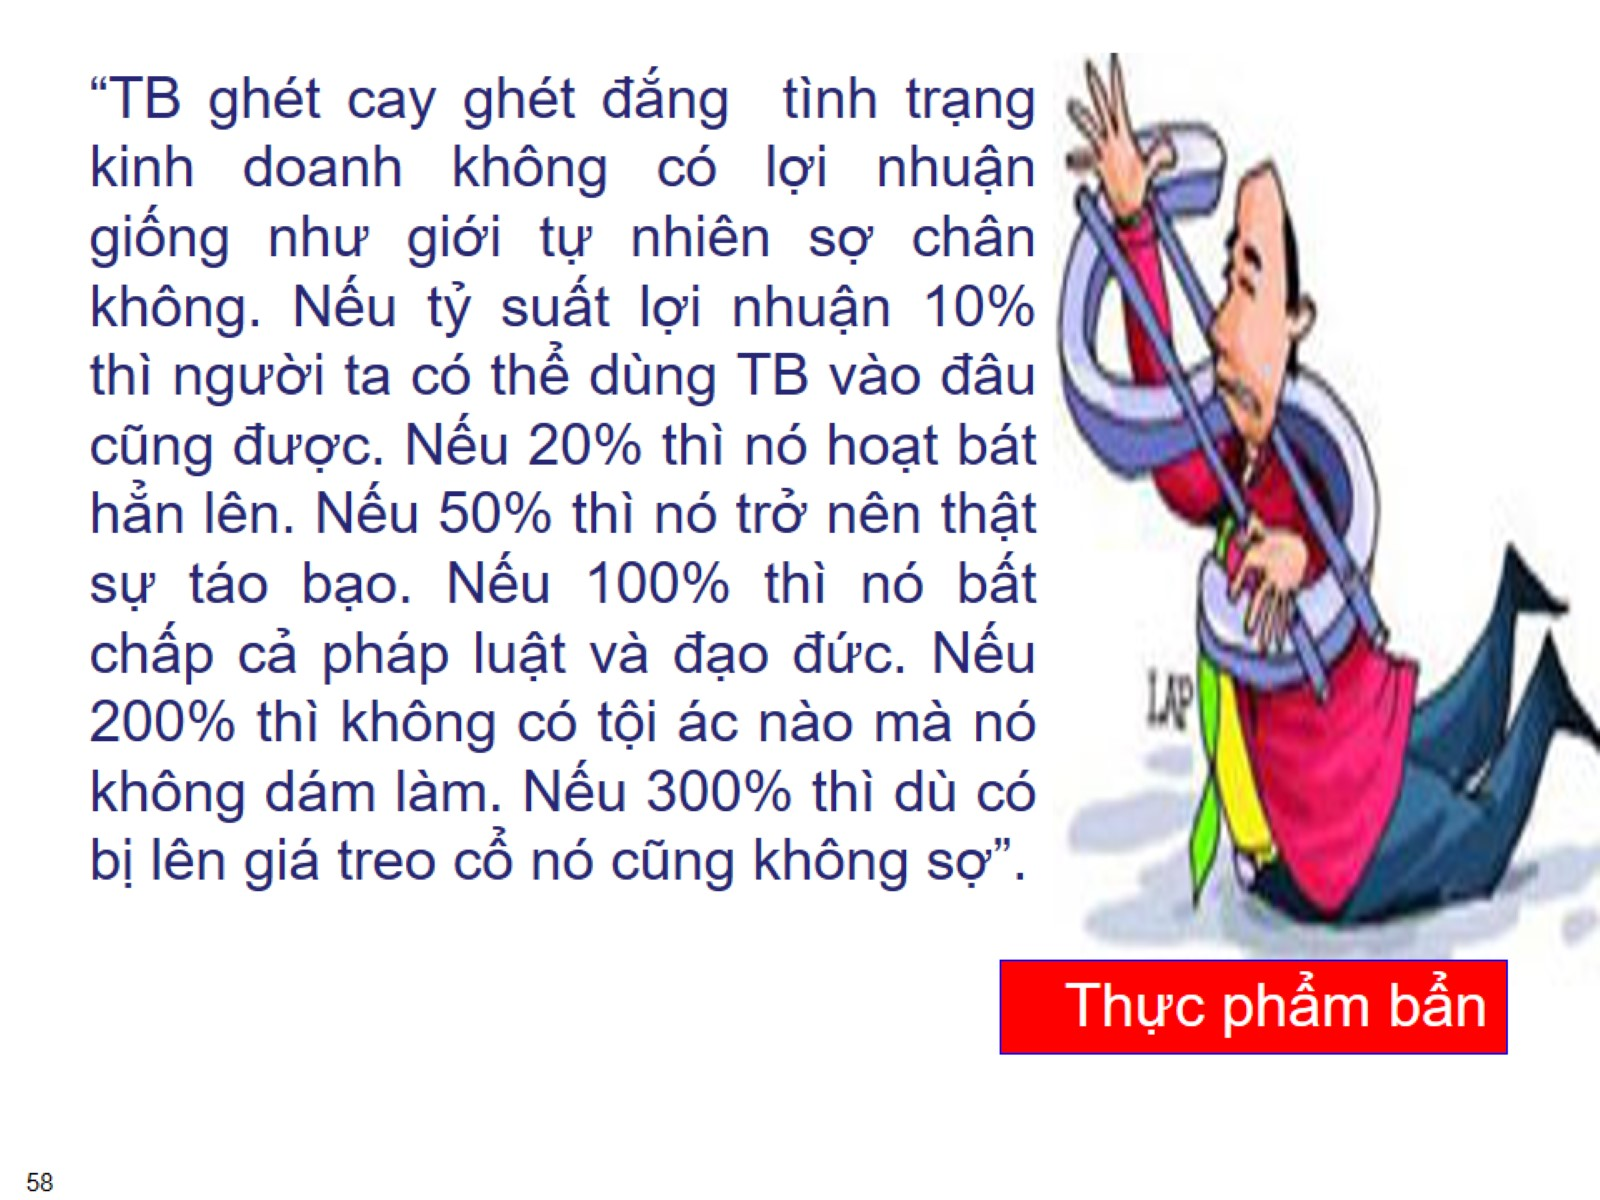 “TB ghét cay ghét đắng tình trạng
kinh doanh không có lợi nhuận
giống như giới tự nhiên sợ chân
không. Nếu tỷ suất lợi nhuận 10%
thì người ta có thể dùng TB vào đâu
cũng được. Nếu 20% thì nó hoạt bát
hẳn lên. Nếu 50% thì nó trở nên thật
sự táo bạo. Nếu 100% thì nó bất
chấp cả pháp luật và đạo đức. Nếu
200% thì không có tội ác nào mà nó
không dám làm. Nếu 300% thì dù có
bị lên giá treo cổ nó cũng không sợ”.
LAP
Thực phẩm bẩn
58